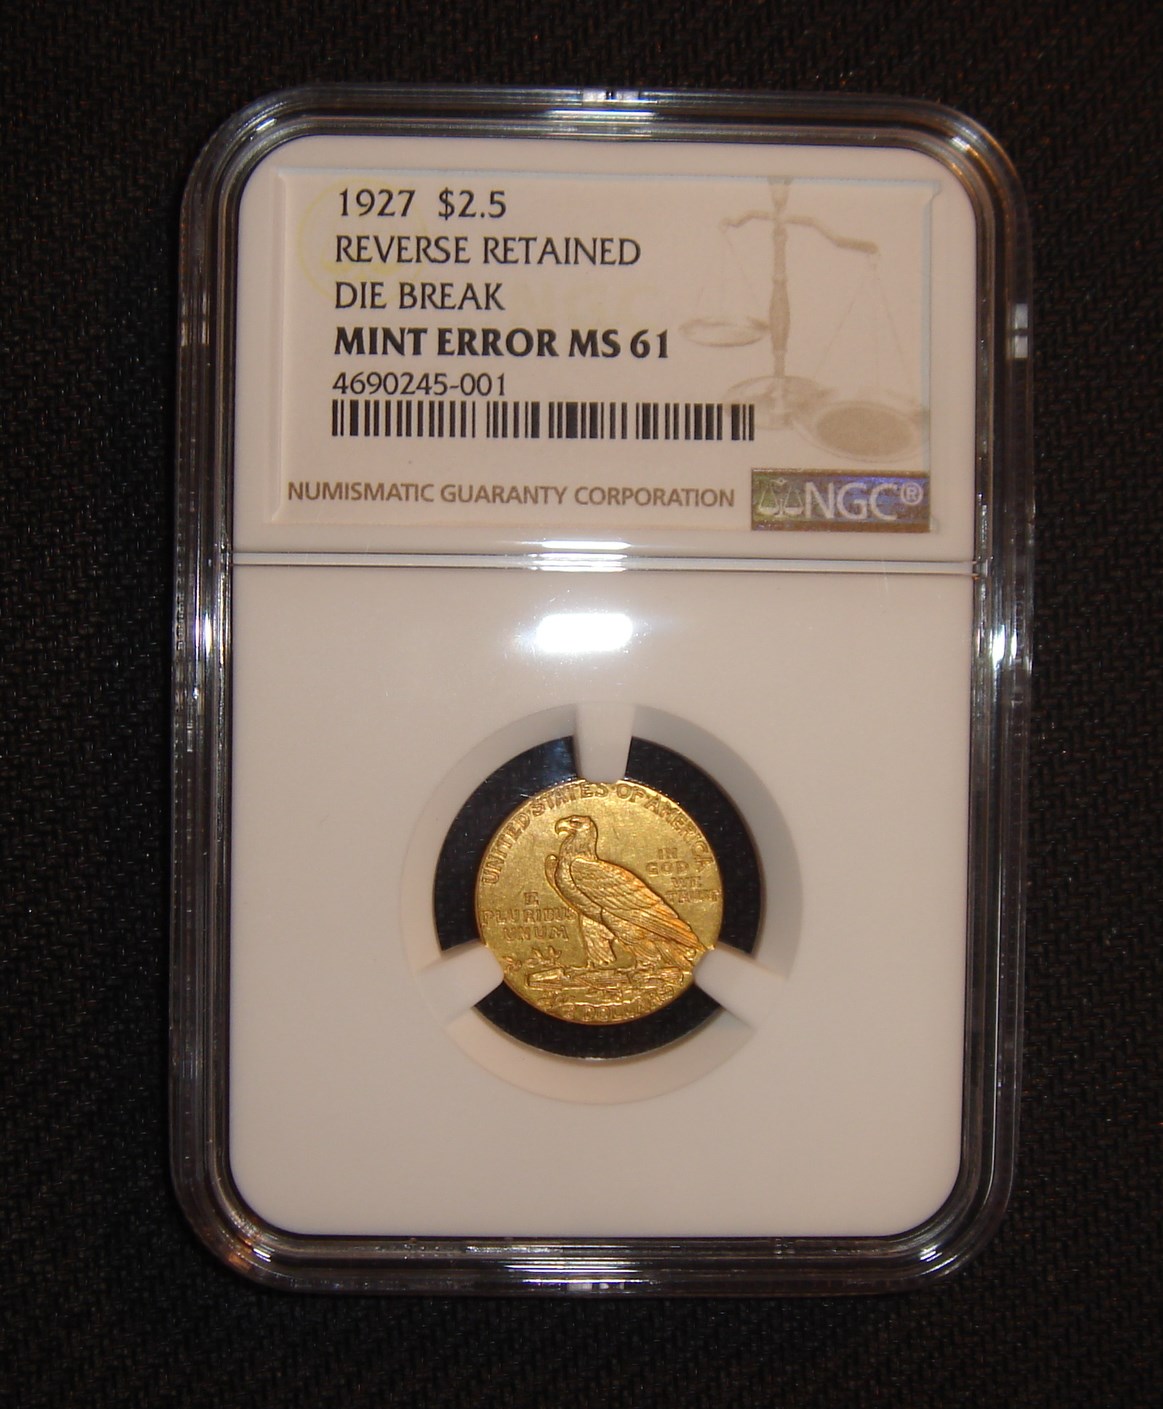 1927 $2.5
REVERSE RETAINED
DIE BREAK
MINT ERROR MS 61
4690245-001
NUMISMATIC GUARANTY CORPORATION
NGC®
UNITED STATES OF AMERICA
IN
GOD
WE
TRUST
E
PLURIBUS
UNUM
DOLLARS